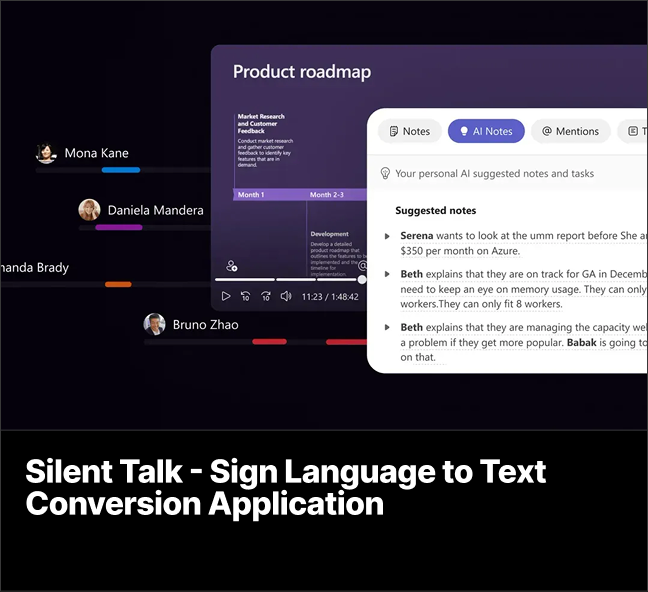 Product roadmap
Market Research
and Customer
Feedback
Conduct market research
and gather customer
feedback to identify key
features that are in
demand.
Month 1
Month 2-3
Development
Develop a detailed
product roadmap that
outlines the features to be
implemented and the
timeline for
implementation.
11:23 / 1:48:42
Mona Kane
Daniela Mandera
nanda Brady
Bruno Zhao
Notes
AI Notes
@ Mentions
T
Your personal AI suggested notes and tasks
Suggested notes
Serena wants to look at the umm report before She a
$350 per month on Azure.
Beth explains that they are on track for GA in Decemb
need to keep an eye on memory usage. They can only
workers.They can only fit 8 workers.
Beth explains that they are managing the capacity wel
a problem if they get more popular. Babak is going to
on that.
Silent Talk - Sign Language to Text
Conversion Application